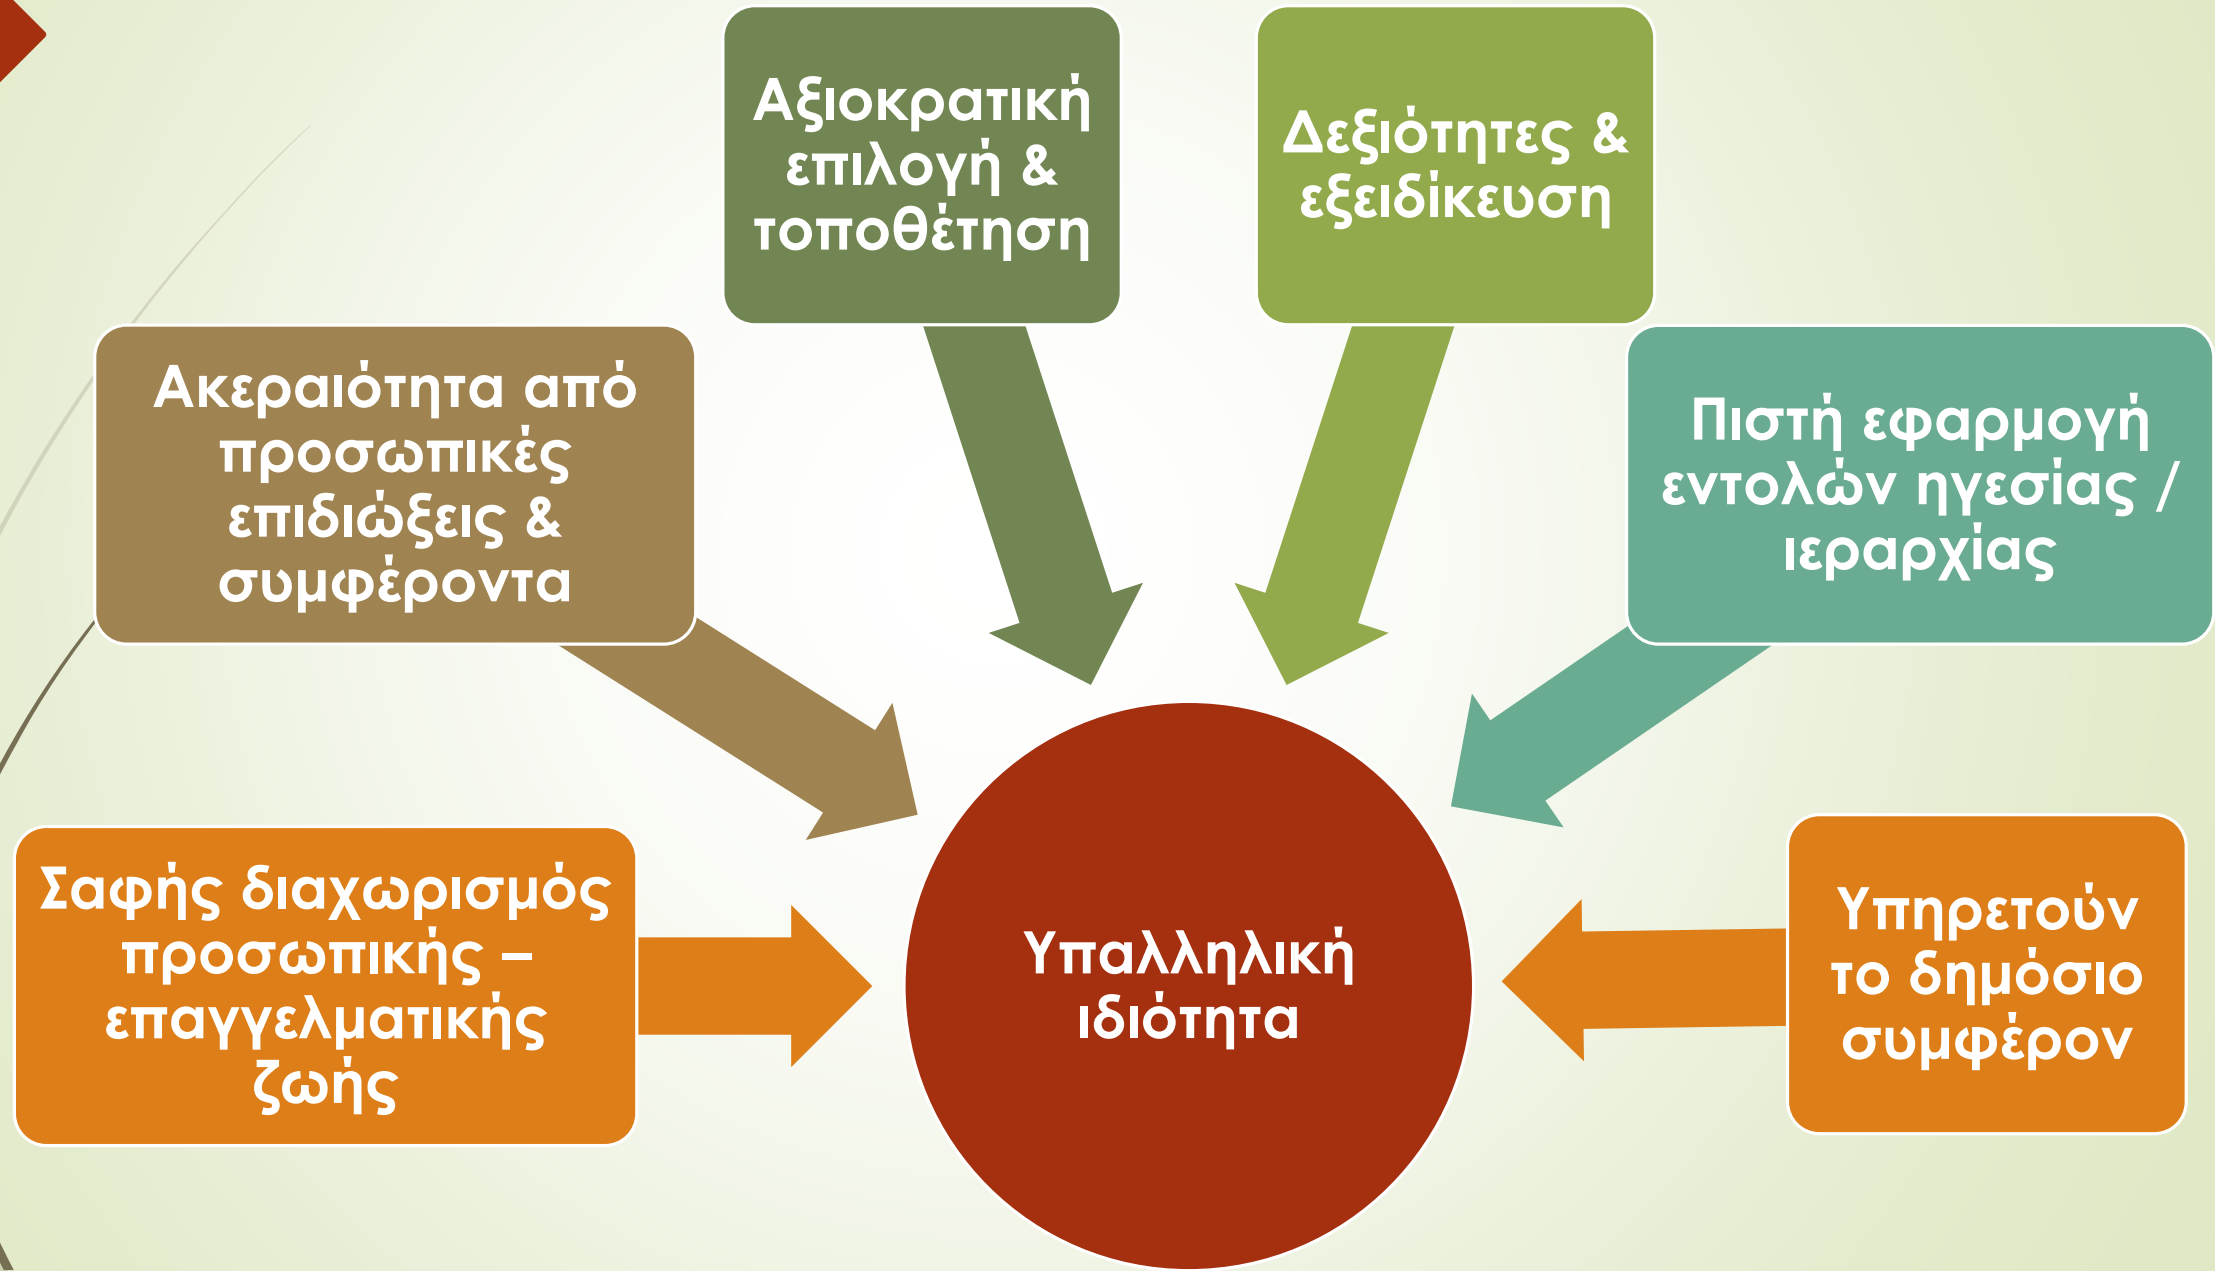 Αξιοκρατική
επιλογή &
τοποθέτηση
Δεξιότητες &
εξειδίκευση
Ακεραιότητα από
προσωπικές
επιδιώξεις &
συμφέροντα
Πιστή εφαρμογή
εντολών ηγεσίας /
ιεραρχίας
Σαφής διαχωρισμός
προσωπικής –
επαγγελματικής
ζωής
Υπαλληλική
ιδιότητα
Υπηρετούν
το δημόσιο
συμφέρον